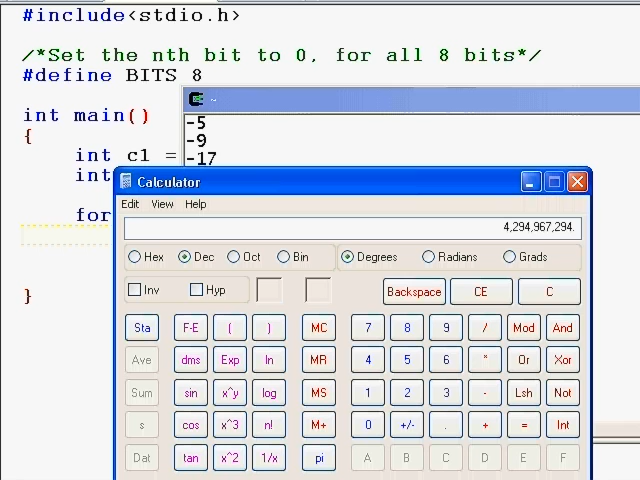 #include<stdio.h>
/*Set the nth bit to 0, for all 8 bits*/
#define BITS 8
int main()
{
int c1 =
int
for
}
~
-5
-9
-17
Calculator
Edit View Help
4,294,967,294.
Hex Dec Oct Bin Degrees Radians Grads
Inv Hyp Backspace CE C
Sta F-E ( ) MC 7 8 9 / Mod And
Ave dms Exp ln MR 4 5 6 * Or Xor
Sum sin x^y log MS 1 2 3 - Lsh Not
s cos x^3 n! M+ 0 +/- . + = Int
Dat tan x^2 1/x pi A B C D E F